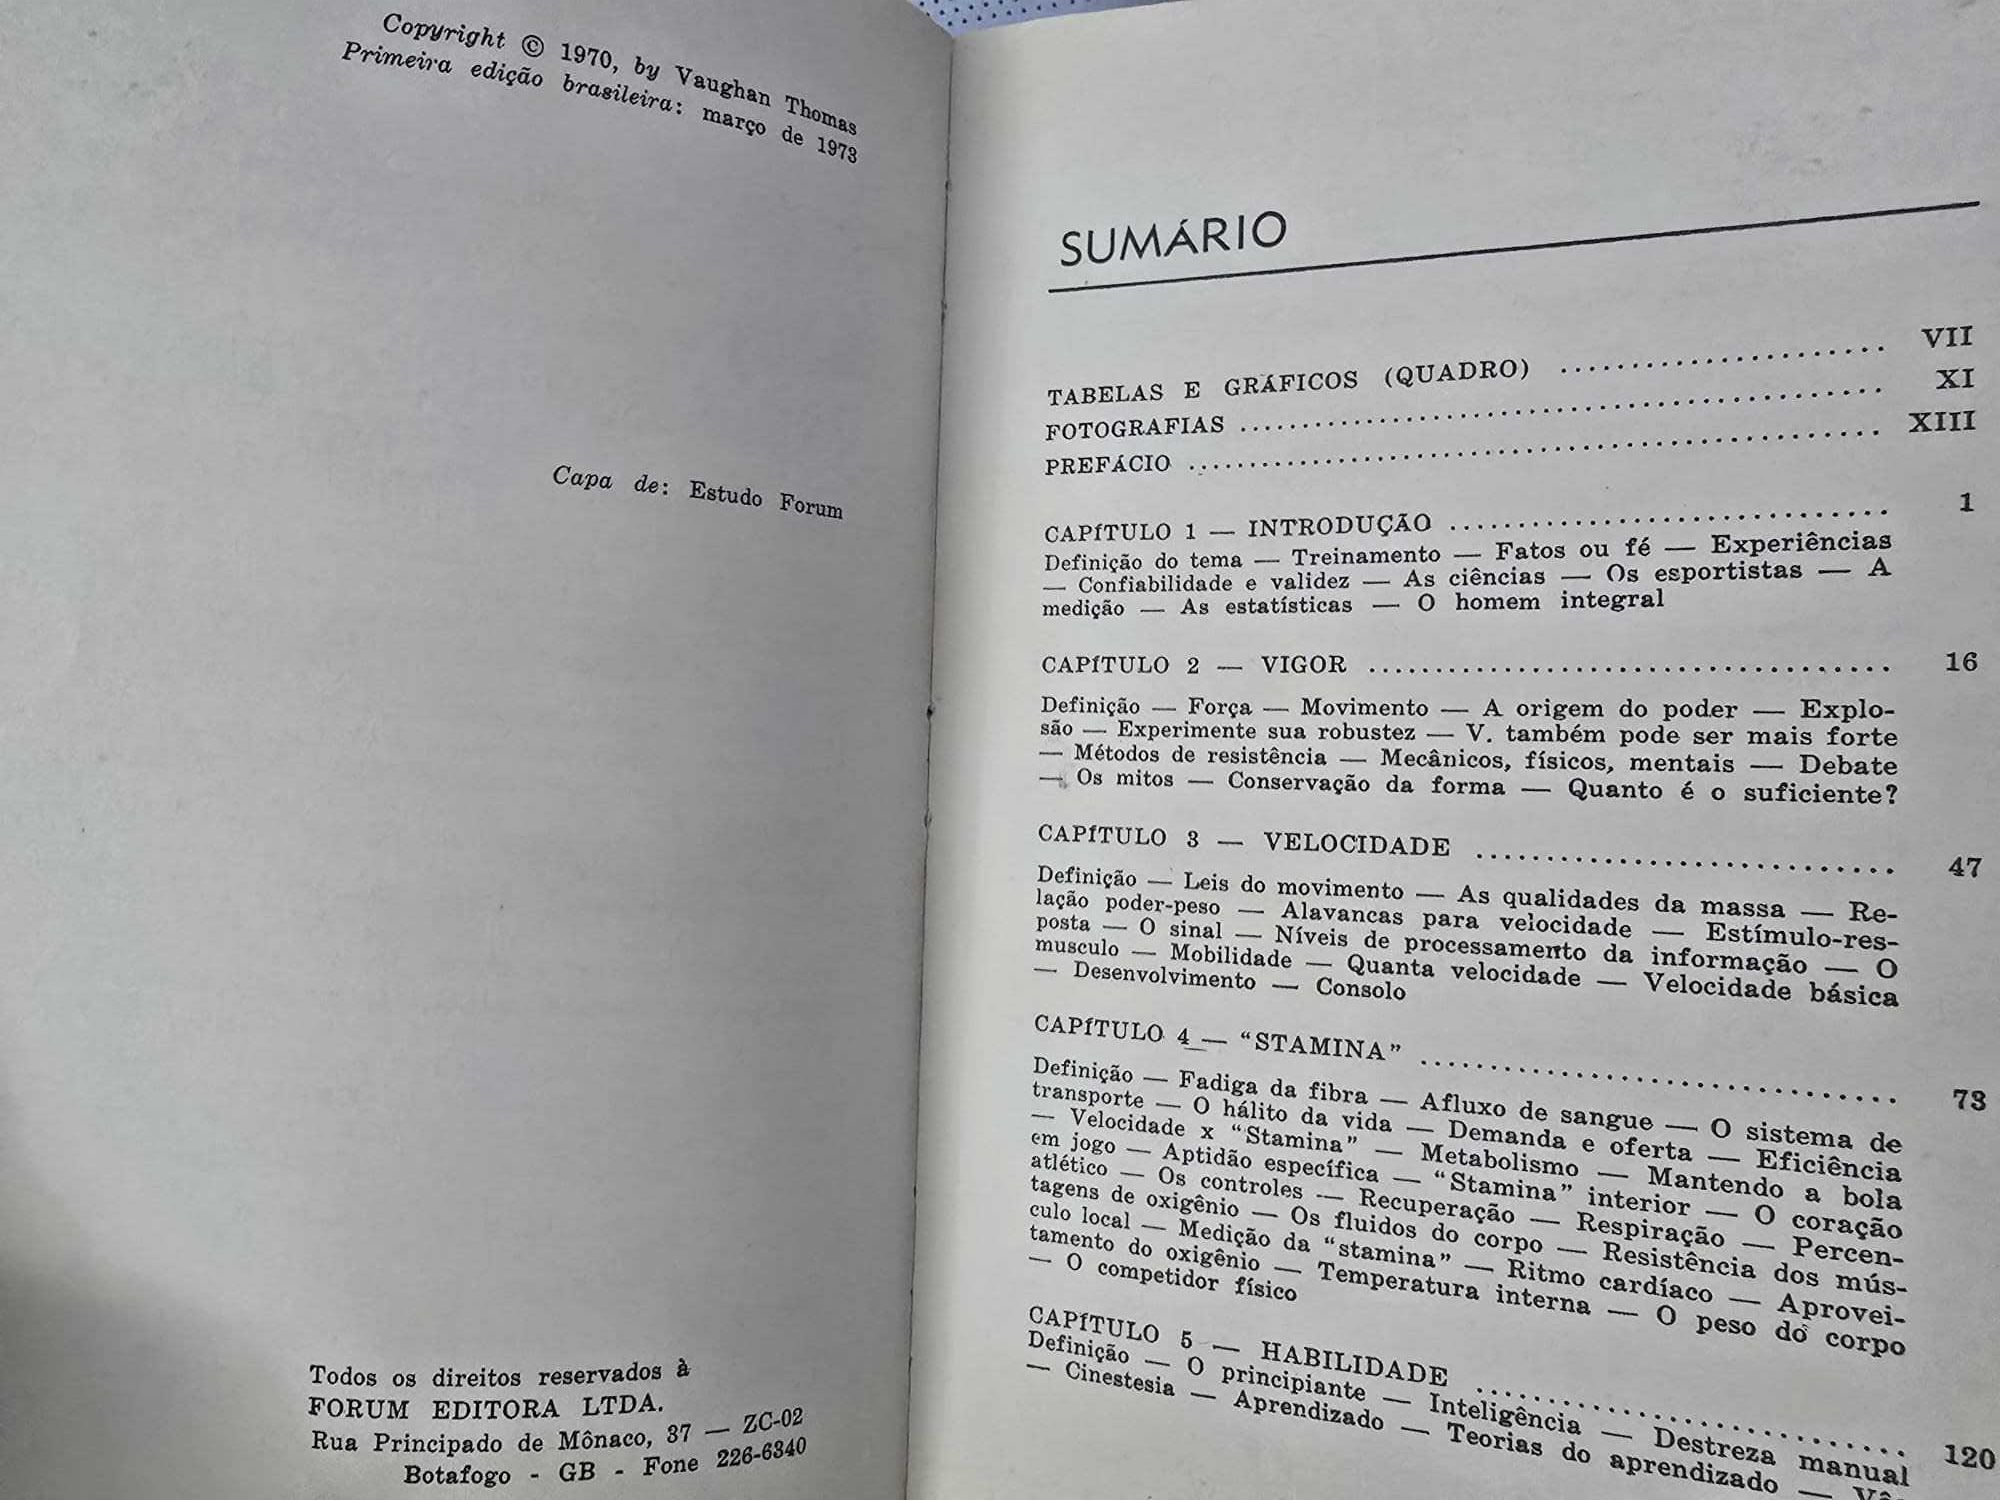 Copyright © 1970, by Vaughan Thomas
Primeira edição brasileira: março de 1973
Capa de: Estudo Forum
Todos os direitos reservados à
FORUM EDITORA LTDA.
Rua Principado de Mônaco, 37 — ZC-02
Botafogo - GB - Fone 226-6340
SUMÁRIO
TABELAS E GRÁFICOS (QUADRO) .......... VII
FOTOGRAFIAS .......... XI
PREFÁCIO .......... XIII
CAPÍTULO 1 — INTRODUÇÃO .......... 1
Definição do tema — Treinamento — Fatos ou fé — Experiências
— Confiabilidade e validez — As ciências — Os esportistas — A
medição — As estatísticas — O homem integral
CAPÍTULO 2 — VIGOR .......... 16
Definição — Força — Movimento — A origem do poder — Explo-
são — Experimente sua robustez — V. também pode ser mais forte
— Métodos de resistência — Mecânicos, físicos, mentais — Debate
— Os mitos — Conservação da forma — Quanto é o suficiente?
CAPÍTULO 3 — VELOCIDADE .......... 47
Definição — Leis do movimento — As qualidades da massa — Re-
lação poder-peso — Alavancas para velocidade — Estímulo-res-
posta — O sinal — Níveis de processamento da informação — O
musculo — Mobilidade — Quanta velocidade — Velocidade básica
— Desenvolvimento — Consolo
CAPÍTULO 4 — “STAMINA” .......... 73
Definição — Fadiga da fibra — Afluxo de sangue — O sistema de
transporte — O hálito da vida — Demanda e oferta — Eficiência
— Velocidade x “Stamina” — Metabolismo — Mantendo a bola
em jogo — Aptidão específica — “Stamina” interior — O coração
atlético — Os controles — Recuperação — Respiração — Percen-
tagens de oxigênio — Os fluidos do corpo — Resistência dos mús-
culo local — Medição da “stamina” — Ritmo cardíaco — Aprovei-
tamento do oxigênio — Temperatura interna — O peso do corpo
— O competidor físico
CAPÍTULO 5 — HABILIDADE .......... 120
Definição — O principiante — Inteligência — Destreza manual
— Cinestesia — Aprendizado — Teorias do aprendizado —